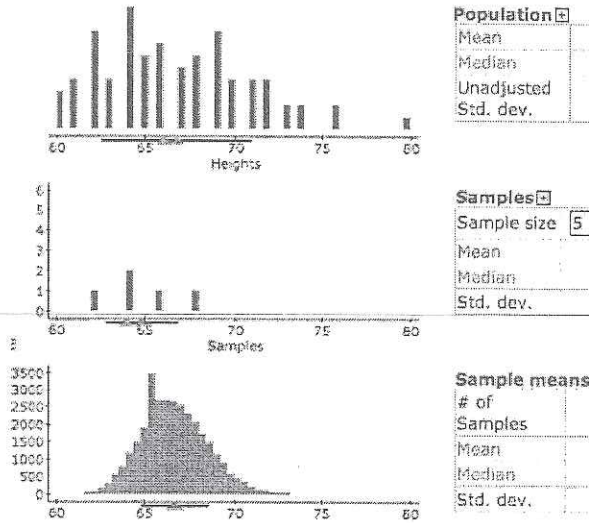 Population +
Mean
Median
Unadjusted
Std. dev.
60 65 70 75 80
Heights
Samples +
Sample size 5
Mean
Median
Std. dev.
6
5
4
3
2
1
0
60 65 70 75 80
Samples
Sample means
# of
Samples
Mean
Median
Std. dev.
3500
3000
2500
2000
1500
1000
500
0
60 65 70 75 80